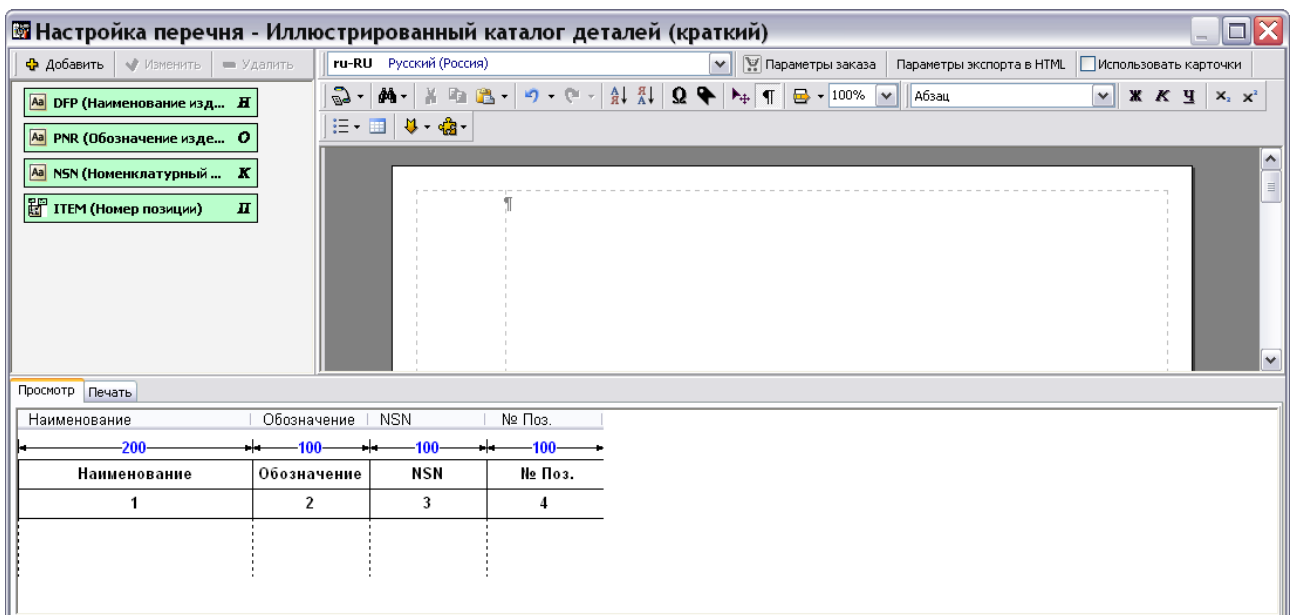 Настройка перечня - Иллюстрированный каталог деталей (краткий)
Добавить Изменить Удалить ru-RU Русский (Россия) Параметры заказа Параметры экспорта в HTML Использовать карточки
DFP (Наименование изд... Н
PNR (Обозначение изде... О
NSN (Номенклатурный ... К
ITEM (Номер позиции) П
100% Абзац Ж К Ч x₂ x²
¶
Просмотр Печать
Наименование Обозначение NSN № Поз.
200 100 100 100
Наименование Обозначение NSN № Поз.
1 2 3 4